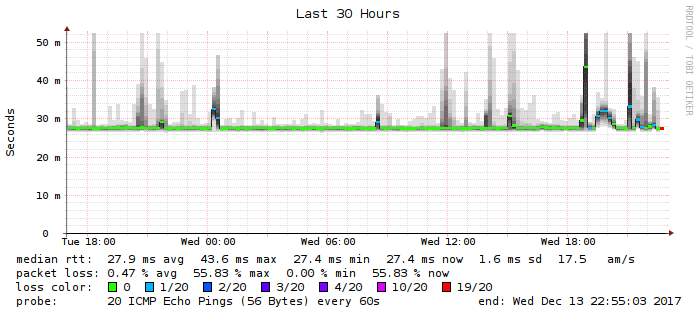 Last 30 Hours
RRDTOOL / TOBI OETIKER
Seconds
50 m
40 m
30 m
20 m
10 m
0
Tue 18:00 Wed 00:00 Wed 06:00 Wed 12:00 Wed 18:00
median rtt: 27.9 ms avg 43.6 ms max 27.4 ms min 27.4 ms now 1.6 ms sd 17.5 am/s
packet loss: 0.47 % avg 55.83 % max 0.00 % min 55.83 % now
loss color: 0 1/20 2/20 3/20 4/20 10/20 19/20
probe: 20 ICMP Echo Pings (56 Bytes) every 60s end: Wed Dec 13 22:55:03 2017